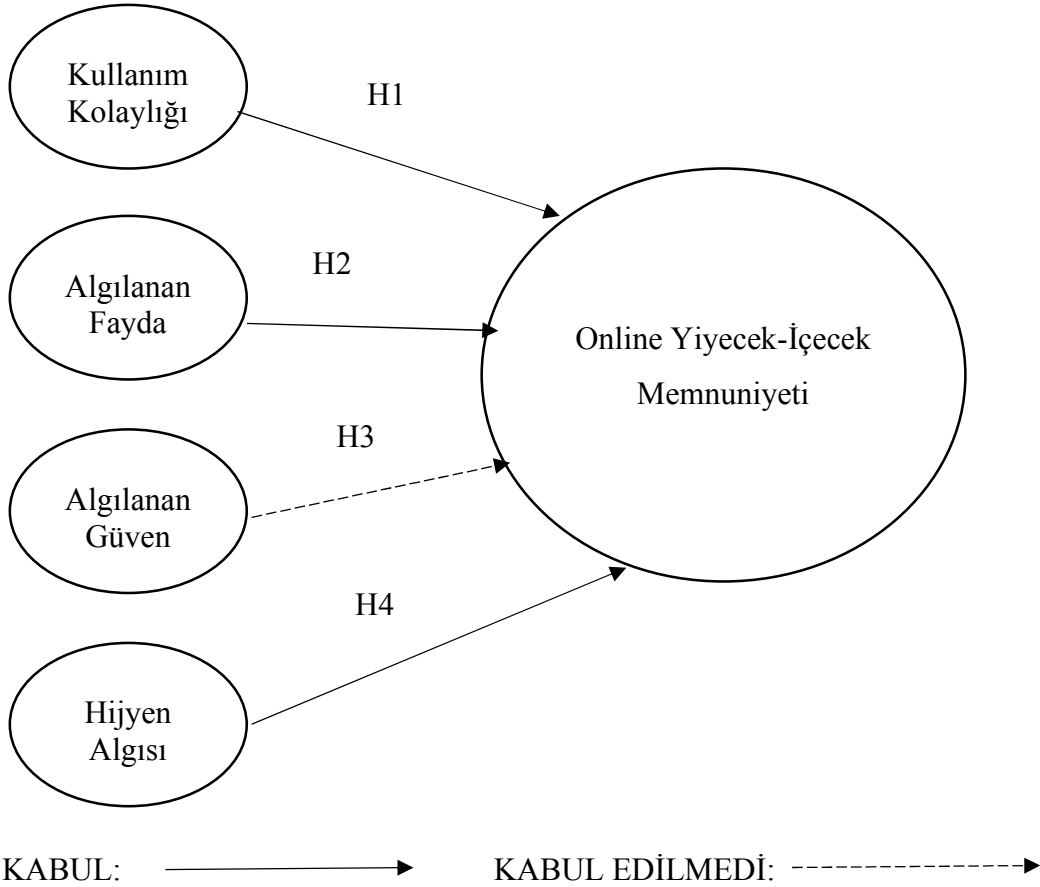 Kullanım
Kolaylığı
H1
Algılanan
Fayda
H2
Online Yiyecek-İçecek
Memnuniyeti
Algılanan
Güven
H3
Hijyen
Algısı
H4
KABUL:
KABUL EDİLMEDİ: